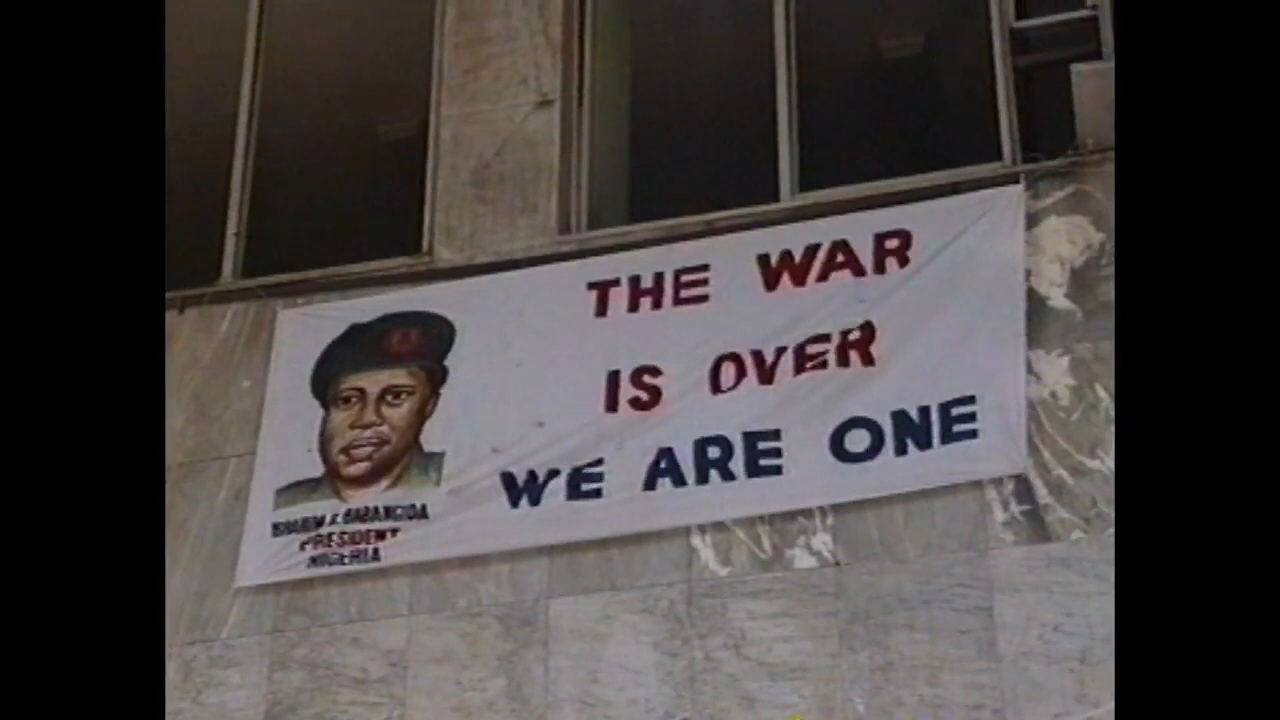 THE WAR
IS OVER
WE ARE ONE
IBRAHIM B. BABANGIDA
PRESIDENT
NIGERIA